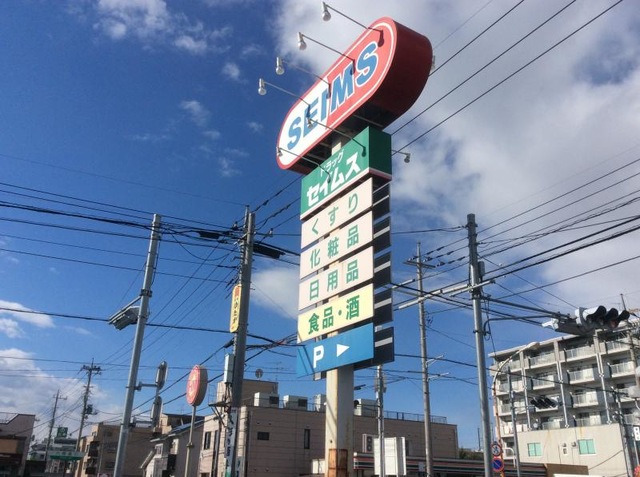 SEIMS
ドラッグ
セイムス
くすり
化粧品
日用品
食品・酒
P